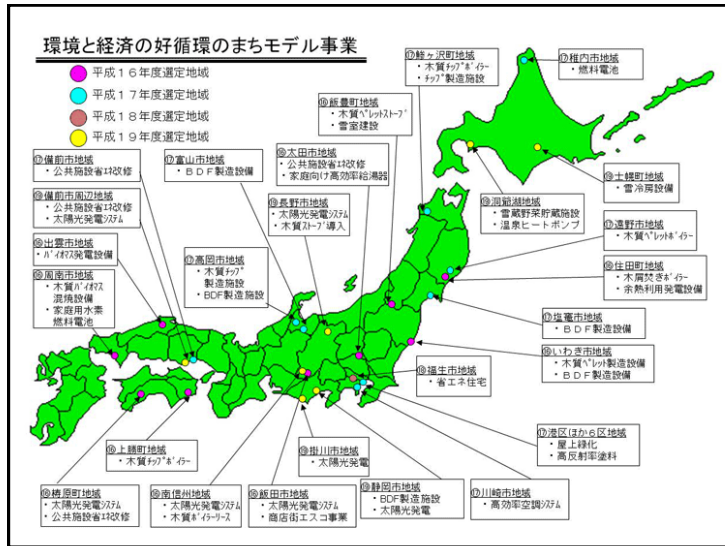 環境と経済の好循環のまちモデル事業
平成16年度選定地域
平成17年度選定地域
平成18年度選定地域
平成19年度選定地域
⑰鯵ヶ沢町地域
・木質チップボイラー
・チップ製造施設
⑰稚内市地域
・燃料電池
⑯飯豊町地域
・木質ペレットストーブ
・雪室建設
⑰備前市地域
・公共施設省エネ改修
⑰富山市地域
・BDF製造設備
⑯太田市地域
・公共施設省エネ改修
・家庭向け高効率給湯器
⑲士幌町地域
・雪冷房設備
⑲洞爺湖地域
・雪蔵野菜貯蔵施設
・温泉ヒートポンプ
⑲備前市周辺地域
・公共施設省エネ改修
・太陽光発電システム
⑲長野市地域
・太陽光発電システム
・木質ストーブ導入
⑰遠野市地域
・木質ペレットボイラー
⑯出雲市地域
・バイオマス発電設備
⑰高岡市地域
・木質チップ
製造施設
・BDF製造施設
⑯住田町地域
・木屑焚きボイラー
・余熱利用発電設備
⑯周南市地域
・木質バイオマス
混焼設備
・家庭用水素
燃料電池
⑰塩竈市地域
・BDF製造設備
⑯いわき市地域
・木質ペレット製造設備
・BDF製造設備
⑱福生市地域
・省エネ住宅
⑰港区ほか6区地域
・屋上緑化
・高反射率塗料
⑯上勝町地域
・木質チップボイラー
⑲掛川市地域
・太陽光発電
⑯梼原町地域
・太陽光発電システム
・公共施設省エネ改修
⑲南信州地域
・太陽光発電システム
・木質ボイラーリース
⑯飯田市地域
・太陽光発電システム
・商店街エスコ事業
⑲静岡市地域
・BDF製造施設
・太陽光発電
⑰川崎市地域
・高効率空調システム